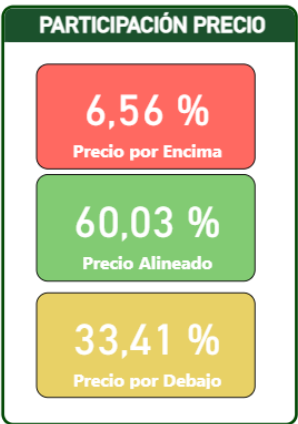 PARTICIPACIÓN PRECIO
6,56 %
Precio por Encima
60,03 %
Precio Alineado
33,41 %
Precio por Debajo